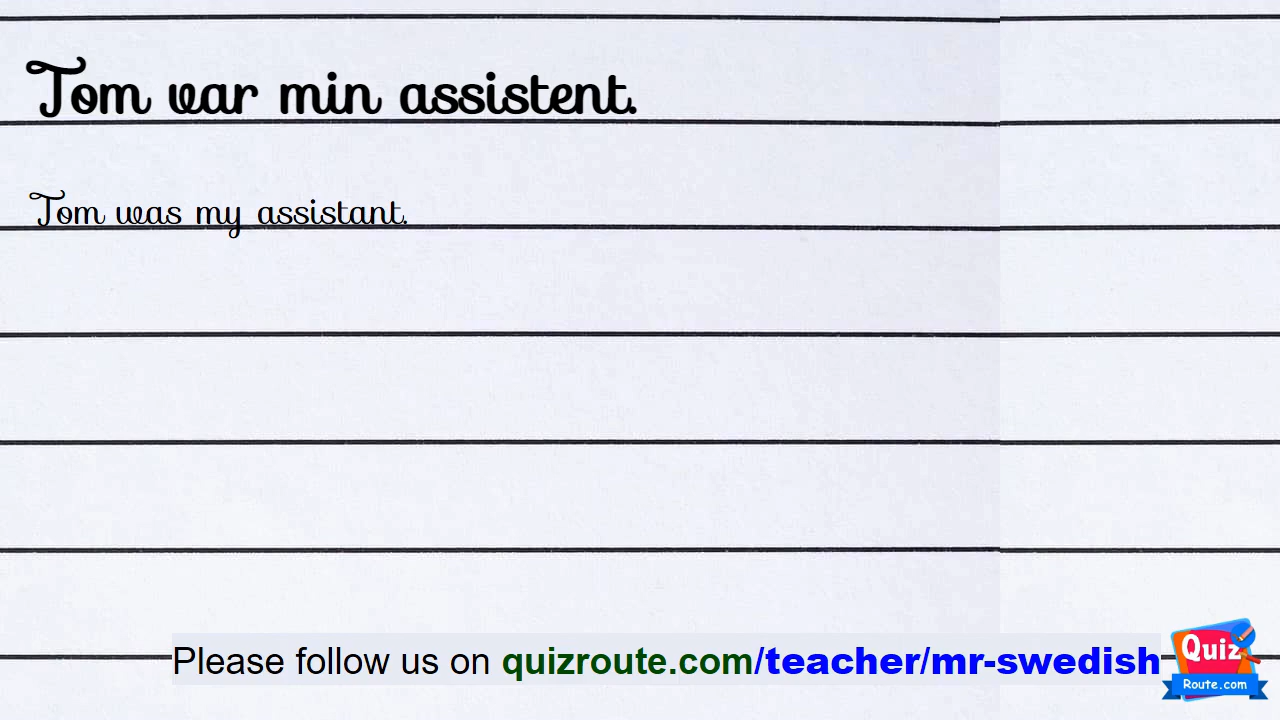 Tom var min assistent.
Tom was my assistant.
Please follow us on quizroute.com/teacher/mr-swedish
Quiz
Route.com